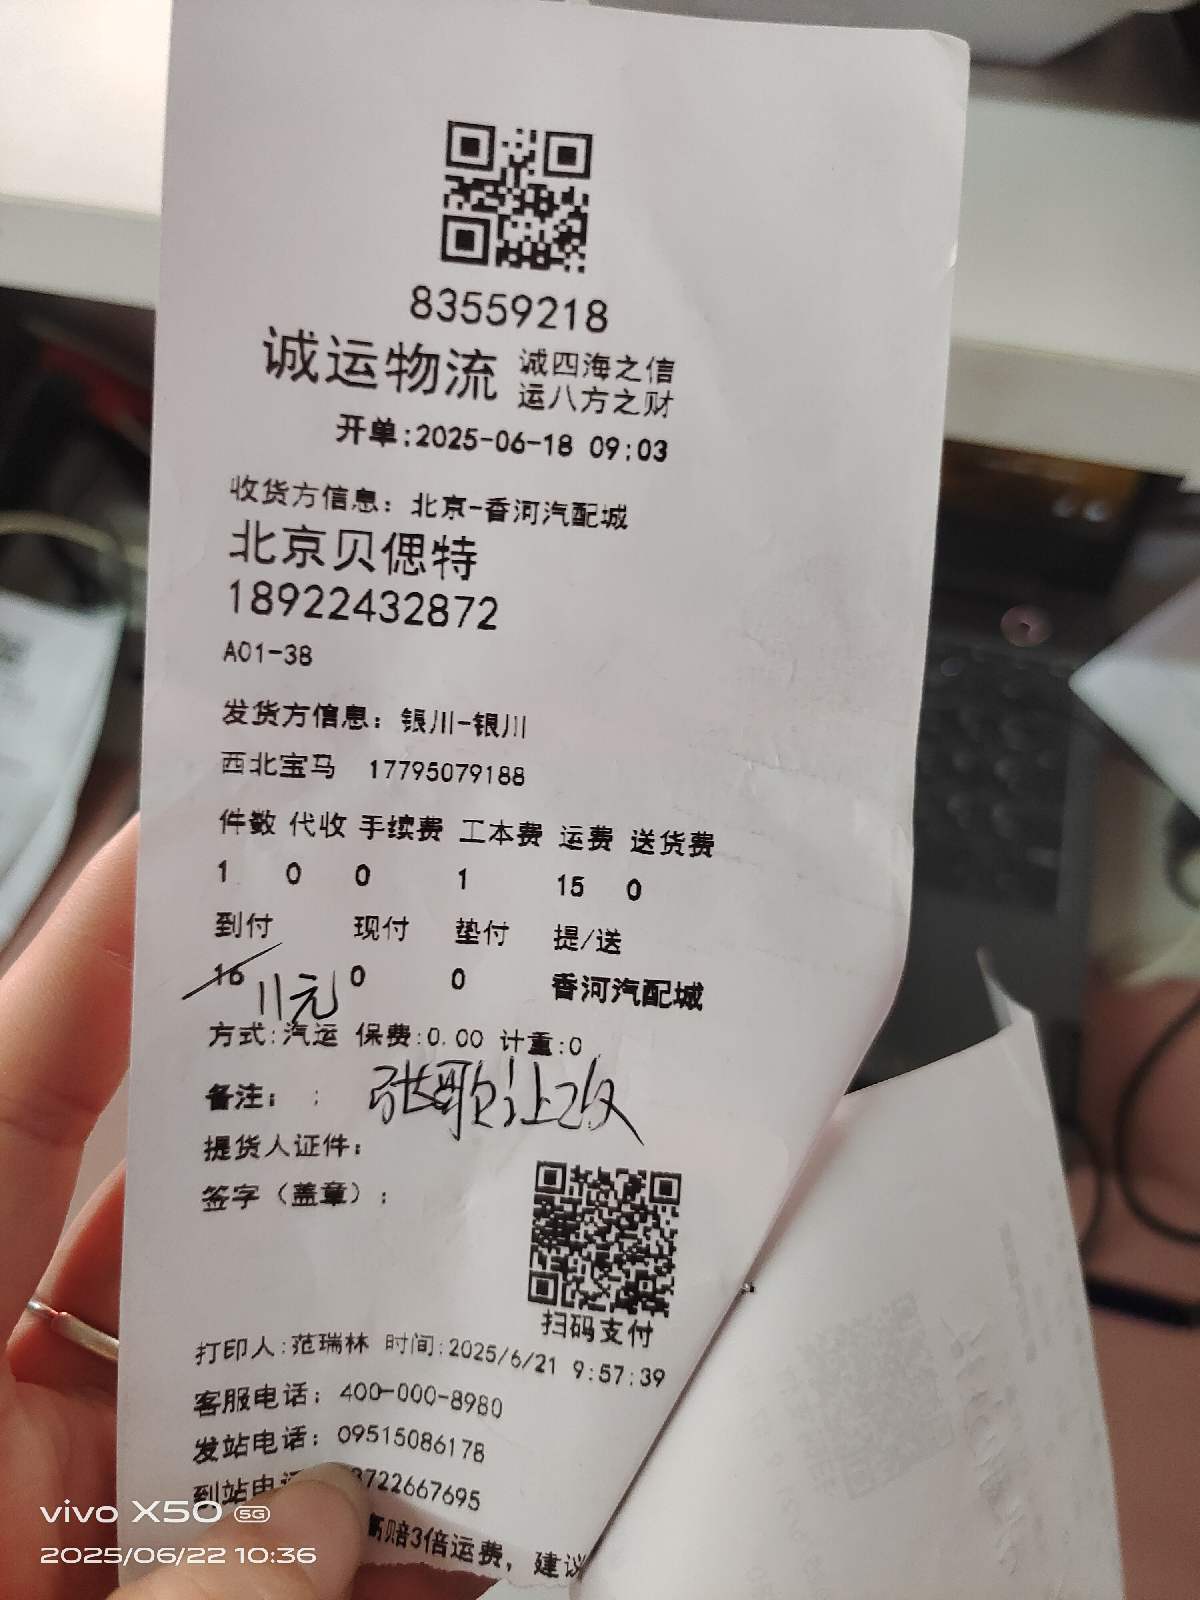 83559218
诚运物流 诚四海之信
运八方之财
开单:2025-06-18 09:03
收货方信息: 北京-香河汽配城
北京贝偲特
18922432872
A01-38
发货方信息: 银川-银川
西北宝马 17795079188
件数 代收 手续费 工本费 运费 送货费
1 0 0 1 15 0
到付 现付 垫付 提/送
16 11元 0 0 香河汽配城
方式:汽运 保费:0.00 计重:0
备注: : 张歌让改
提货人证件:
签字（盖章）:
扫码支付
打印人:范瑞林 时间:2025/6/21 9:57:39
客服电话: 400-000-8980
发站电话: 09515086178
到站电 3722667695
赔3倍运费, 建议
vivo X50 5G
2025/06/22 10:36